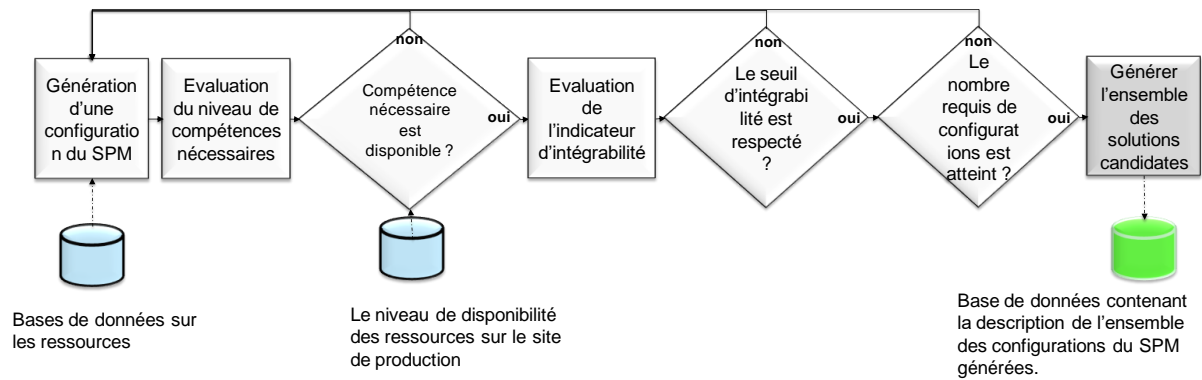 Génération
d’une
configuratio
n du SPM
Evaluation
du niveau de
compétences
nécessaires
non
Compétence
nécessaire
est
disponible ?
oui
Evaluation
de
l’indicateur
d’intégrabilité
non
Le seuil
d’intégrabi
lité est
respecté
?
oui
non
Le
nombre
requis de
configurat
ions est
atteint ?
oui
Générer
l’ensemble
des
solutions
candidates
Bases de données sur
les ressources
Le niveau de disponibilité
des ressources sur le site
de production
Base de données contenant
la description de l’ensemble
des configurations du SPM
générées.